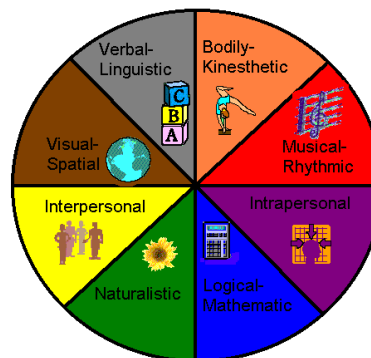 Verbal-
Linguistic
Bodily-
Kinesthetic
C
B
A
Visual-
Spatial
Musical-
Rhythmic
Interpersonal
Intrapersonal
Naturalistic
Logical-
Mathematic